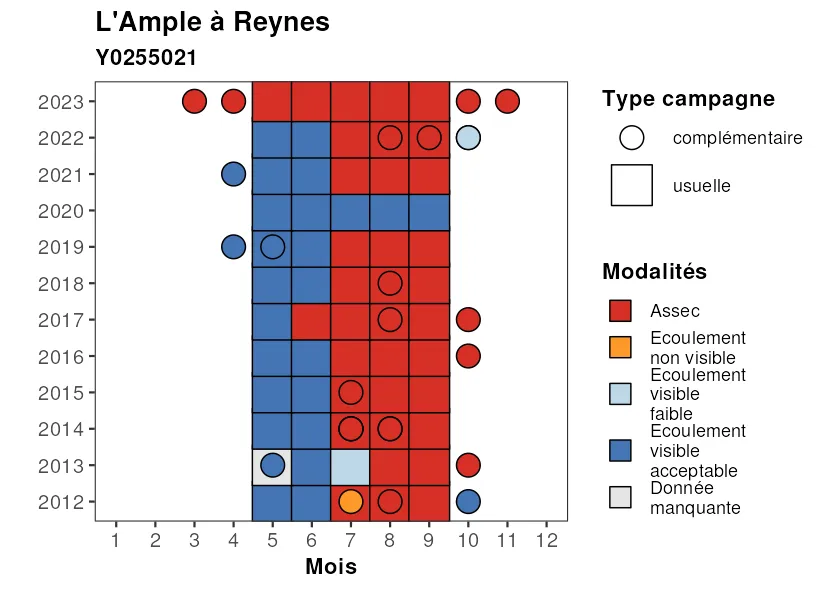 L'Ample à Reynes
Y0255021
2023
2022
2021
2020
2019
2018
2017
2016
2015
2014
2013
2012
1 2 3 4 5 6 7 8 9 10 11 12
Mois
Type campagne
complémentaire
usuelle
Modalités
Assec
Ecoulement
non visible
Ecoulement
visible
faible
Ecoulement
visible
acceptable
Donnée
manquante